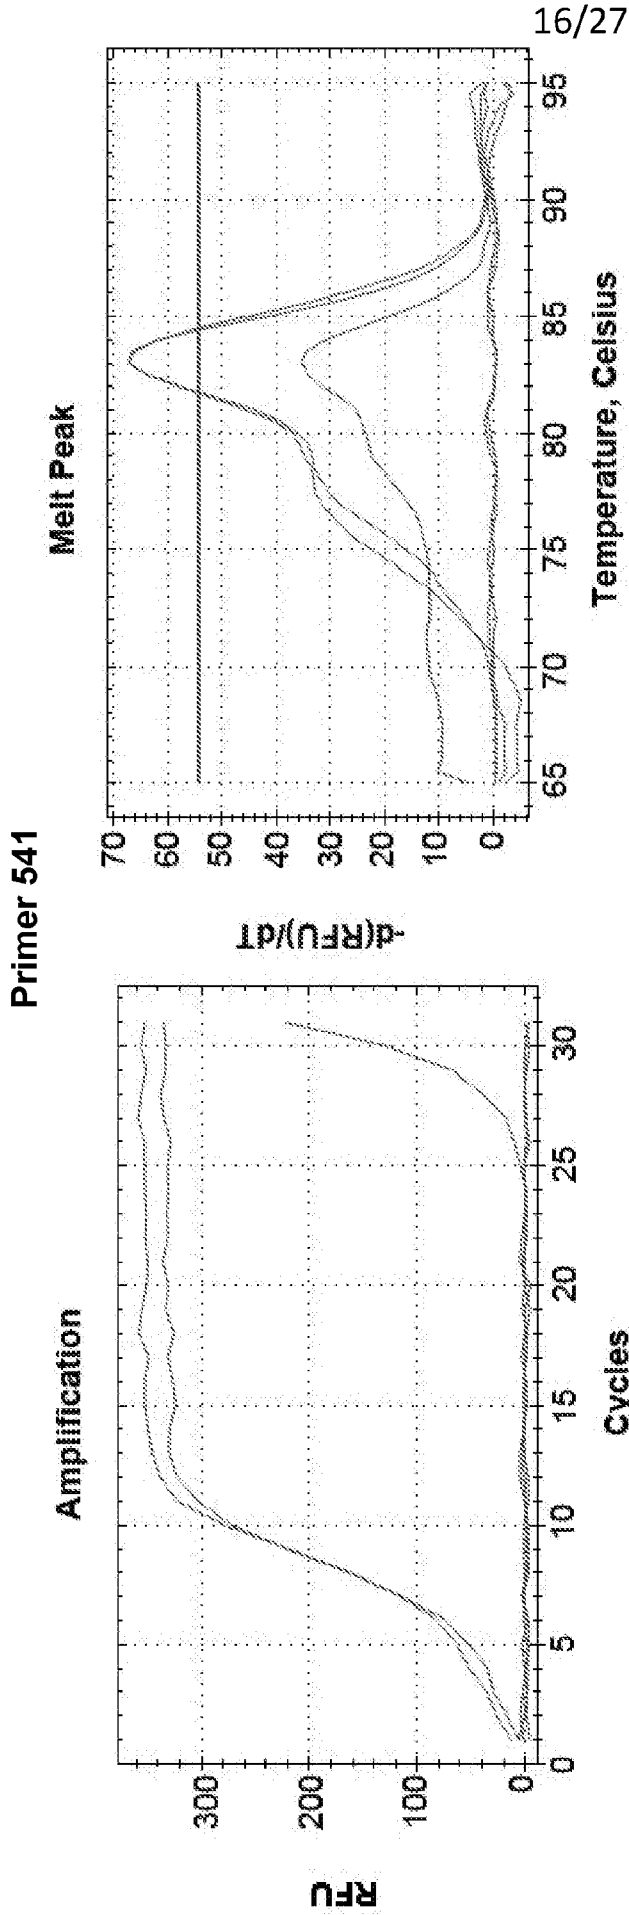 16/27
Primer 541
Amplification
RFU
300
200
100
0
0 5 10 15 20 25 30
Cycles
Melt Peak
-d(RFU)/dT
70
60
50
40
30
20
10
0
65 70 75 80 85 90 95
Temperature, Celsius